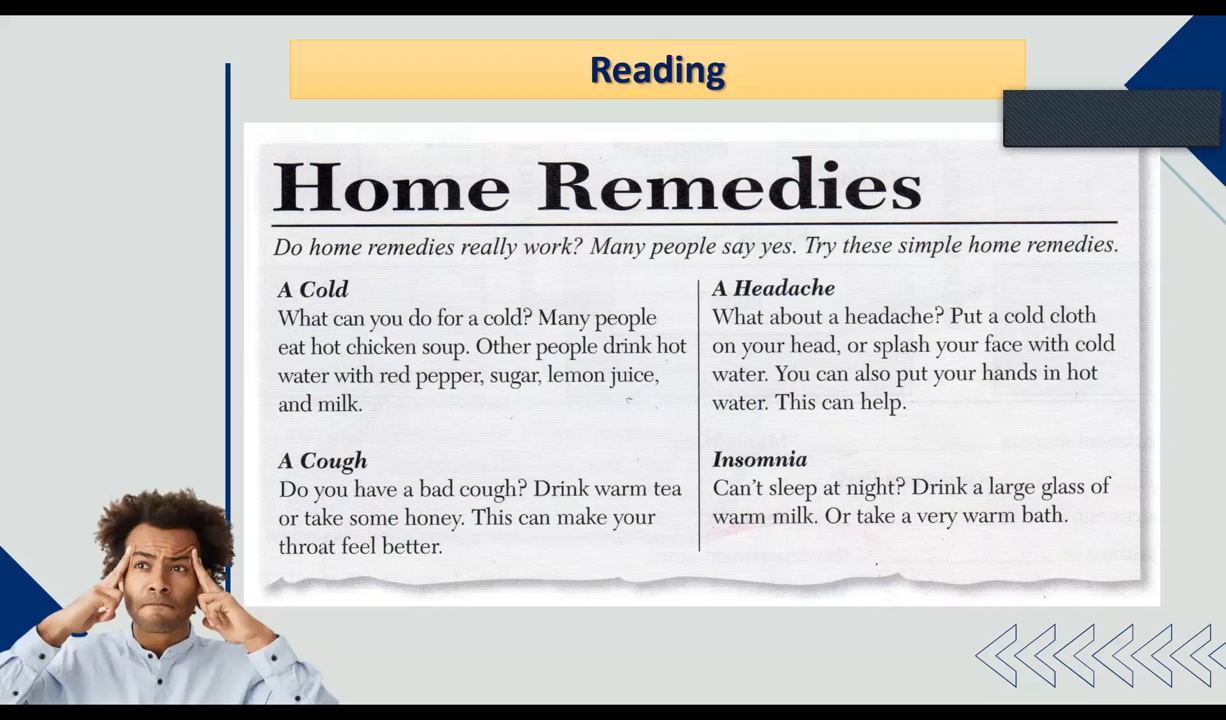 Reading
Home Remedies
Do home remedies really work? Many people say yes. Try these simple home remedies.
A Cold
What can you do for a cold? Many people
eat hot chicken soup. Other people drink hot
water with red pepper, sugar, lemon juice,
and milk.
A Cough
Do you have a bad cough? Drink warm tea
or take some honey. This can make your
throat feel better.
A Headache
What about a headache? Put a cold cloth
on your head, or splash your face with cold
water. You can also put your hands in hot
water. This can help.
Insomnia
Can't sleep at night? Drink a large glass of
warm milk. Or take a very warm bath.